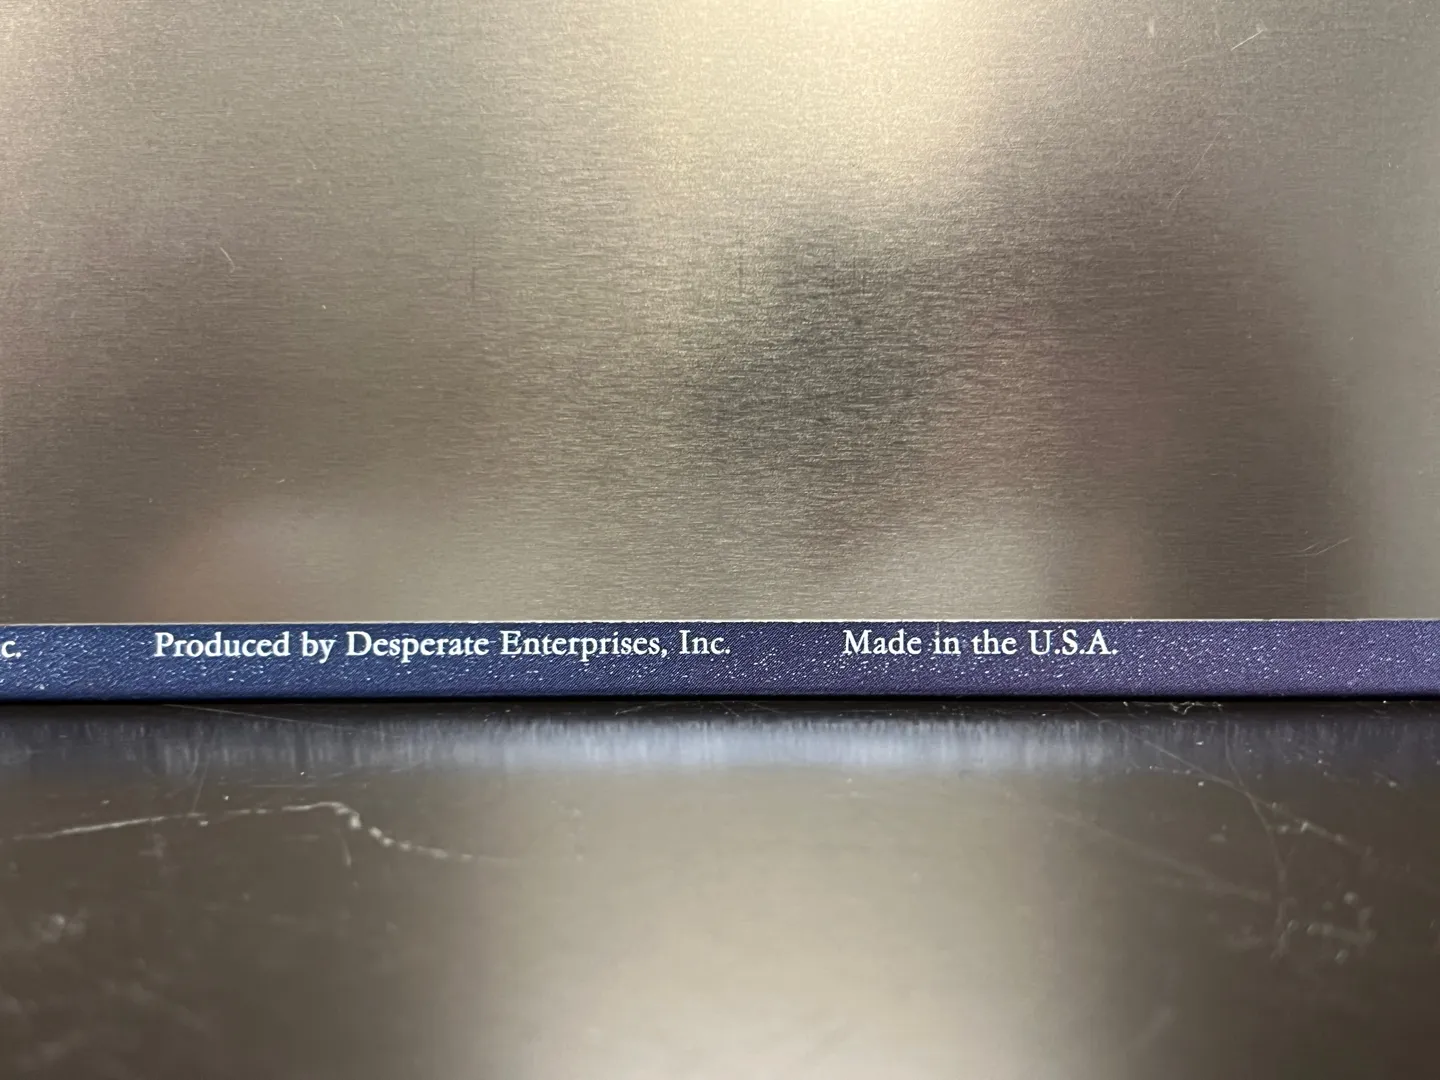 c. Produced by Desperate Enterprises, Inc. Made in the U.S.A.